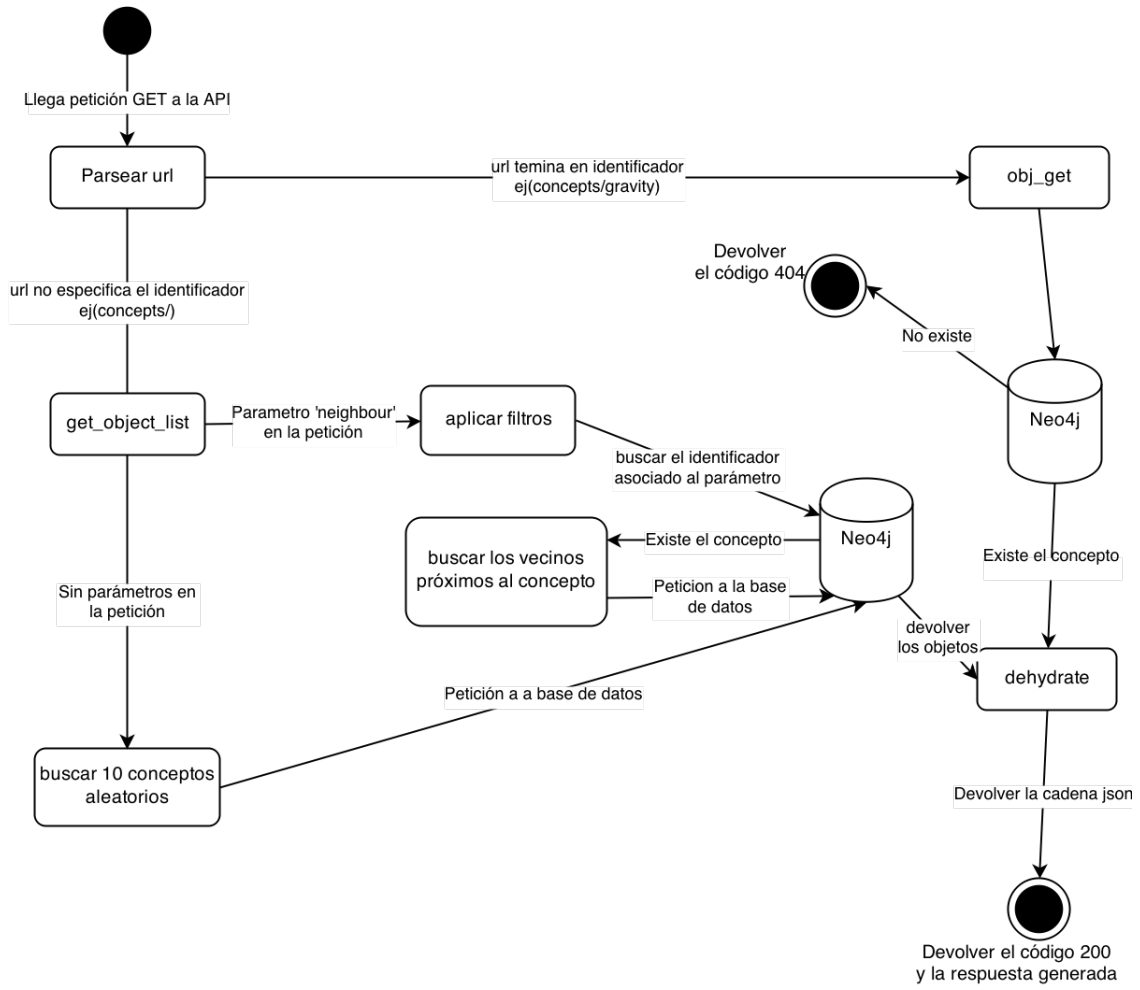 Llega petición GET a la API
Parsear url
url temina en identificador
ej(concepts/gravity)
obj_get
Devolver
el código 404
url no especifica el identificador
ej(concepts/)
No existe
Neo4j
get_object_list
Parametro 'neighbour'
en la petición
aplicar filtros
buscar el identificador
asociado al parámetro
Neo4j
Existe el concepto
buscar los vecinos
próximos al concepto
Existe el concepto
Sin parámetros en
la petición
Peticion a la base
de datos
devolver
los objetos
dehydrate
Petición a a base de datos
buscar 10 conceptos
aleatorios
Devolver la cadena json
Devolver el código 200
y la respuesta generada